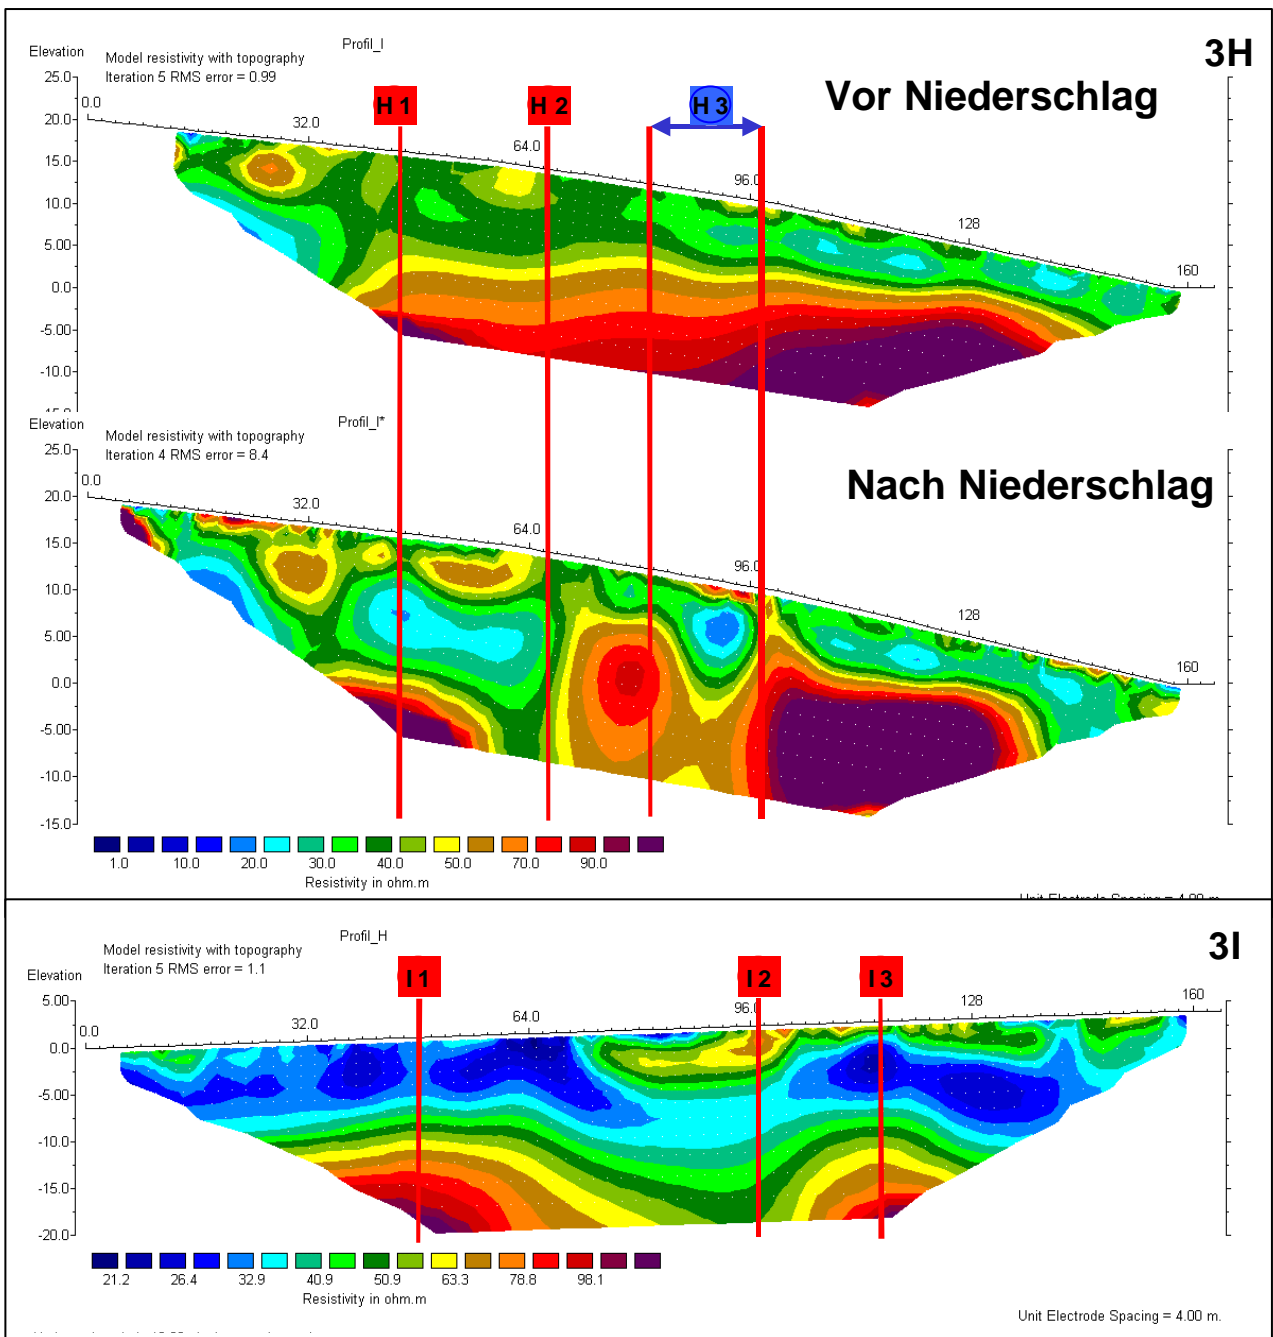 3H
Profil_I
Elevation
Model resistivity with topography
Iteration 5 RMS error = 0.99
Vor Niederschlag
H 1
H 2
H 3
25.0
20.0
15.0
10.0
5.00
0.0
-5.00
-10.0
0.0
32.0
64.0
96.0
128
160
Profil_I*
Elevation
Model resistivity with topography
Iteration 4 RMS error = 8.4
Nach Niederschlag
25.0
20.0
15.0
10.0
5.00
0.0
-5.00
-10.0
-15.0
0.0
32.0
64.0
96.0
128
160
1.0 10.0 20.0 30.0 40.0 50.0 70.0 90.0
Resistivity in ohm.m
Unit Electrode Spacing = 4.00 m.
3I
Profil_H
Model resistivity with topography
Iteration 5 RMS error = 1.1
Elevation
I 1
I 2
I 3
5.00
0.0
-5.00
-10.0
-15.0
-20.0
0.0
32.0
64.0
96.0
128
160
21.2 26.4 32.9 40.9 50.9 63.3 78.8 98.1
Resistivity in ohm.m
Unit Electrode Spacing = 4.00 m.